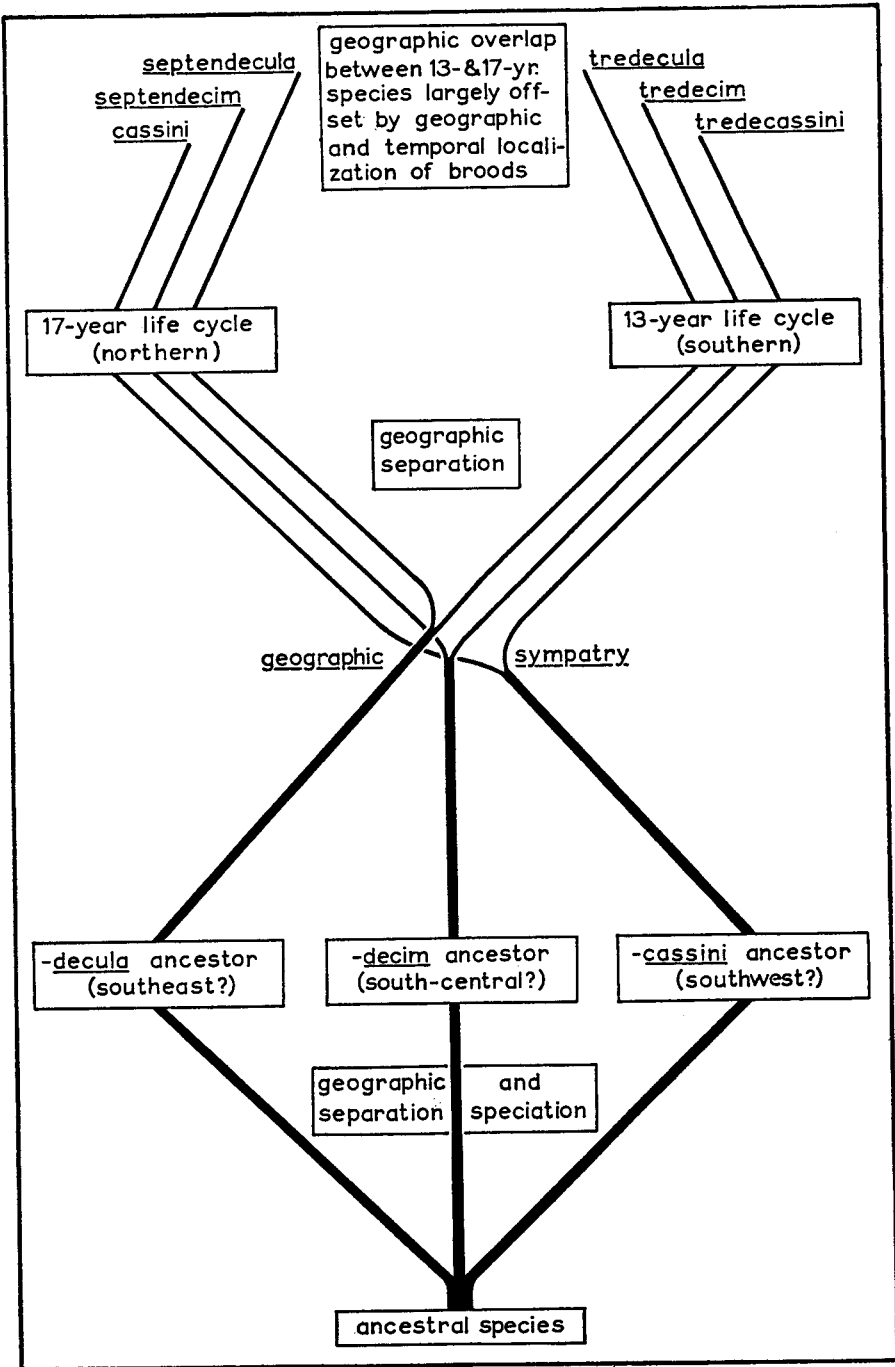 septendecula
septendecim
cassini
geographic overlap
between 13-&17-yr.
species largely off-
set by geographic
and temporal locali-
zation of broods
tredecula
tredecim
tredecassini
17-year life cycle
(northern)
13-year life cycle
(southern)
geographic
separation
geographic sympatry
-decula ancestor
(southeast?)
-decim ancestor
(south-central?)
-cassini ancestor
(southwest?)
geographic and
separation speciation
ancestral species